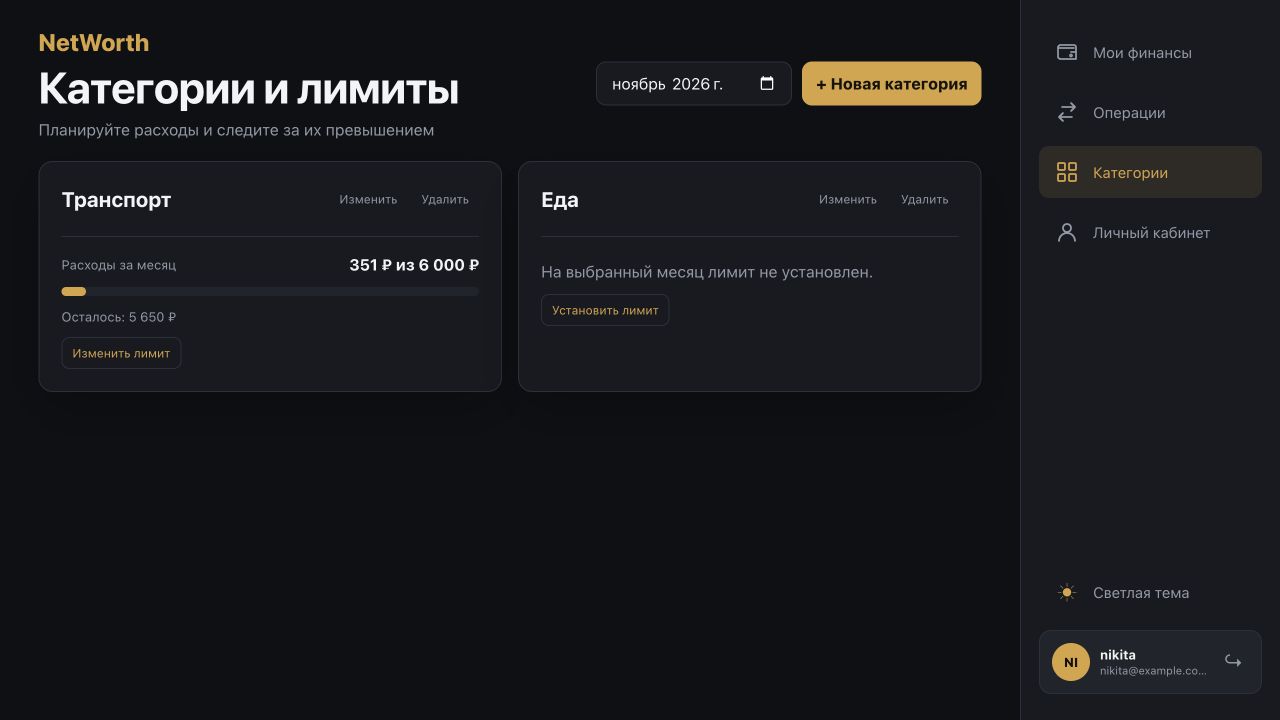 NetWorth
Категории и лимиты
Планируйте расходы и следите за их превышением
ноябрь 2026 г.
+ Новая категория
Транспорт
Изменить
Удалить
Расходы за месяц
351 ₽ из 6 000 ₽
Осталось: 5 650 ₽
Изменить лимит
Еда
Изменить
Удалить
На выбранный месяц лимит не установлен.
Установить лимит
Мои финансы
Операции
Категории
Личный кабинет
Светлая тема
NI
nikita
nikita@example.co...